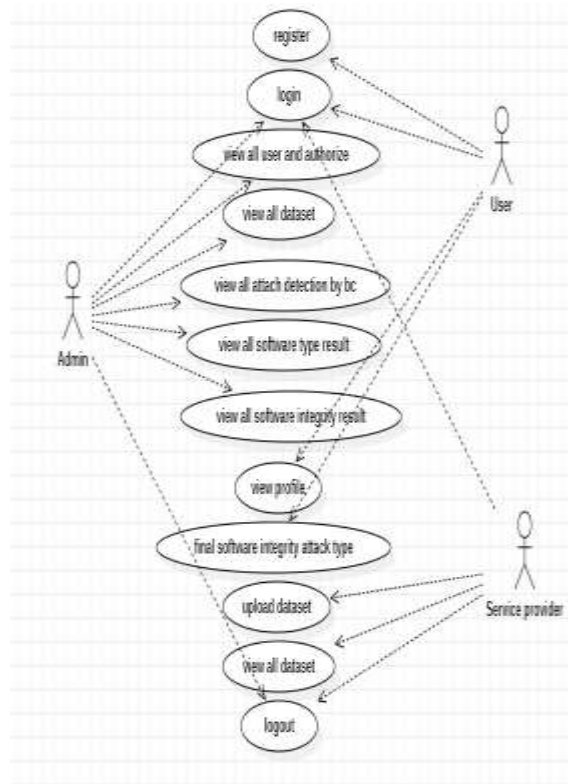 register
login
view all user and authorize
view all dataset
User
view all attach detection by bc
view all software type result
Admin
view all software integrity result
view profile
final software integrity attack type
upload dataset
Service provider
view all dataset
logout